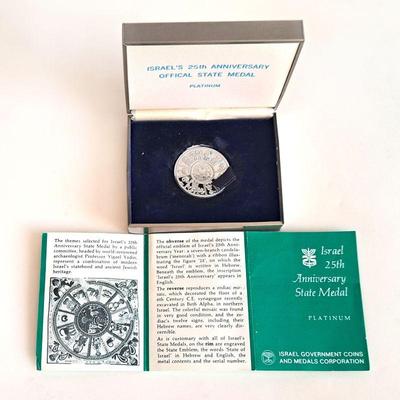 ISRAEL'S 25th ANNIVERSARY
OFFICAL STATE MEDAL
PLATINUM
The themes selected for Israel's 25th
Anniversary State Medal by a public
committee, headed by world-renowned
archaeologist Professor Yigael Yadin,
represent a combination of modern
Israel's statehood and ancient Jewish
heritage.
The obverse of the medal depicts the
official emblem of Israel's 25th Anni-
versary Year: a seven-branch candela-
brum ('menorah') with a ribbon illus-
trating the figure '25', on which the
word 'Israel' is written in Hebrew.
Beneath the emblem, the inscription
'Israel's 25th Anniversary' appears in
English.
The reverse reproduces a zodiac mo-
saic, which decorated the floor of a
6th Century C.E. synagogue recently
excavated in Beth Alpha, in northern
Israel. The colorful mosaic was found
in very good condition, and the zo-
diac's twelve signs, including their
Hebrew names, are very clearly dis-
cernible.
As is customary with all of Israel's
State Medals, on the rim are engraved
the State Emblem, the words 'State of
Israel' in Hebrew and English, the
metal contents and the serial number.
Israel
25th
Anniversary
State Medal
PLATINUM
ISRAEL GOVERNMENT COINS
AND MEDALS CORPORATION